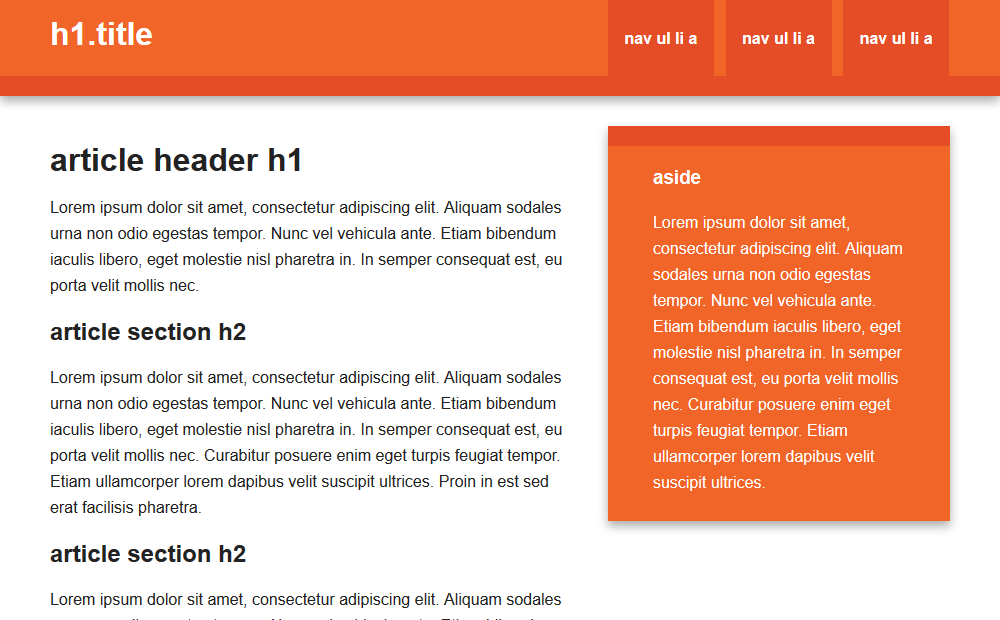 h1.title
nav ul li a
nav ul li a
nav ul li a
article header h1
Lorem ipsum dolor sit amet, consectetur adipiscing elit. Aliquam sodales
urna non odio egestas tempor. Nunc vel vehicula ante. Etiam bibendum
iaculis libero, eget molestie nisl pharetra in. In semper consequat est, eu
porta velit mollis nec.
article section h2
Lorem ipsum dolor sit amet, consectetur adipiscing elit. Aliquam sodales
urna non odio egestas tempor. Nunc vel vehicula ante. Etiam bibendum
iaculis libero, eget molestie nisl pharetra in. In semper consequat est, eu
porta velit mollis nec. Curabitur posuere enim eget turpis feugiat tempor.
Etiam ullamcorper lorem dapibus velit suscipit ultrices. Proin in est sed
erat facilisis pharetra.
article section h2
Lorem ipsum dolor sit amet, consectetur adipiscing elit. Aliquam sodales
aside
Lorem ipsum dolor sit amet,
consectetur adipiscing elit. Aliquam
sodales urna non odio egestas
tempor. Nunc vel vehicula ante.
Etiam bibendum iaculis libero, eget
molestie nisl pharetra in. In semper
consequat est, eu porta velit mollis
nec. Curabitur posuere enim eget
turpis feugiat tempor. Etiam
ullamcorper lorem dapibus velit
suscipit ultrices.